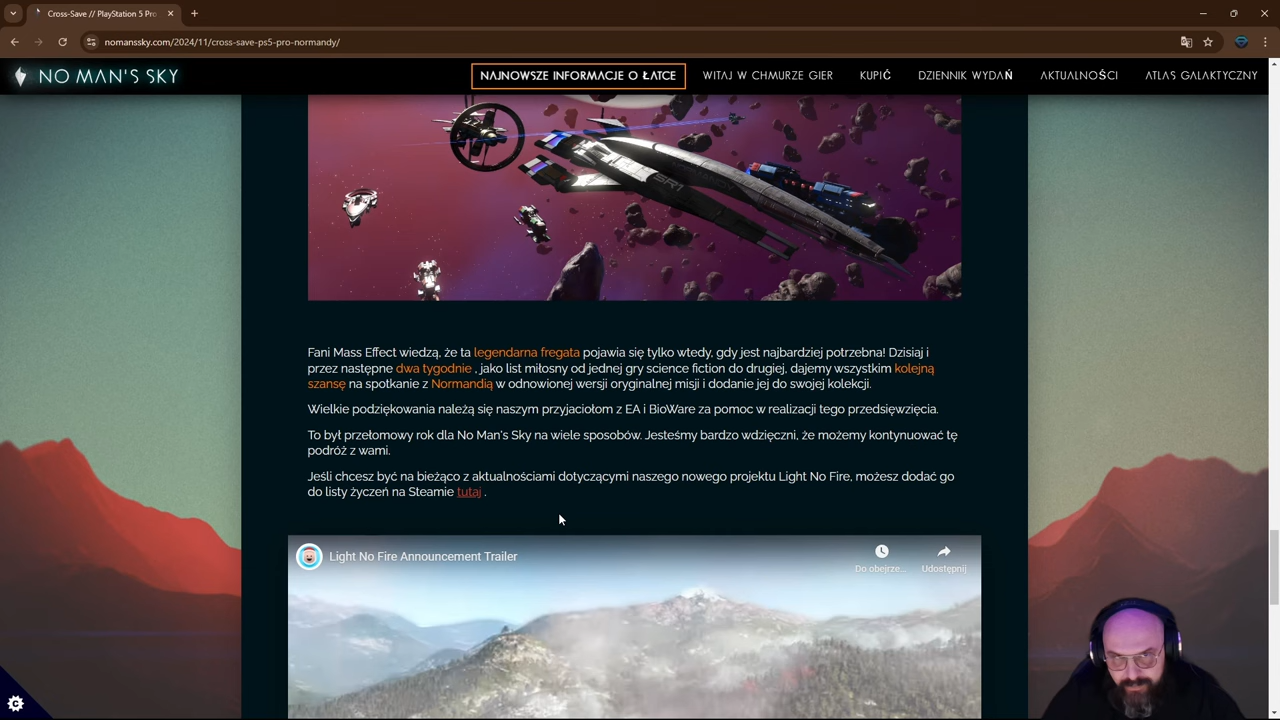 Cross-Save // PlayStation 5 Pro
nomanssky.com/2024/11/cross-save-ps5-pro-normandy/
NO MAN'S SKY
NAJNOWSZE INFORMACJE O ŁATCE
WITAJ W CHMURZE GIER
KUPIĆ
DZIENNIK WYDAŃ
AKTUALNOŚCI
ATLAS GALAKTYCZNY
SR1
Fani Mass Effect wiedzą, że ta legendarna fregata pojawia się tylko wtedy, gdy jest najbardziej potrzebna! Dzisiaj i
przez następne dwa tygodnie , jako list miłosny od jednej gry science fiction do drugiej, dajemy wszystkim kolejną
szansę na spotkanie z Normandią w odnowionej wersji oryginalnej misji i dodanie jej do swojej kolekcji.
Wielkie podziękowania należą się naszym przyjaciołom z EA i BioWare za pomoc w realizacji tego przedsięwzięcia.
To był przełomowy rok dla No Man's Sky na wiele sposobów. Jesteśmy bardzo wdzięczni, że możemy kontynuować tę
podróż z wami.
Jeśli chcesz być na bieżąco z aktualnościami dotyczącymi naszego nowego projektu Light No Fire, możesz dodać go
do listy życzeń na Steamie tutaj .
Light No Fire Announcement Trailer
Do obejrze...
Udostępnij